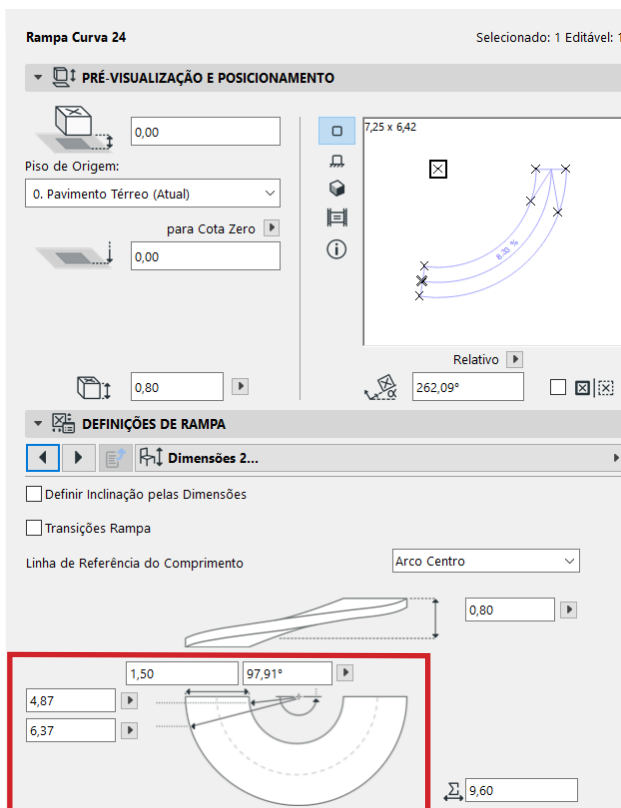 Rampa Curva 24
Selecionado: 1 Editável: 1
PRÉ-VISUALIZAÇÃO E POSICIONAMENTO
0,00
7,25 x 6,42
Piso de Origem:
0. Pavimento Térreo (Atual)
para Cota Zero
0,00
8.33 %
Relativo
0,80
α
262,09°
DEFINIÇÕES DE RAMPA
Dimensões 2...
Definir Inclinação pelas Dimensões
Transições Rampa
Linha de Referência do Comprimento
Arco Centro
0,80
1,50
97,91°
4,87
6,37
Σ
9,60